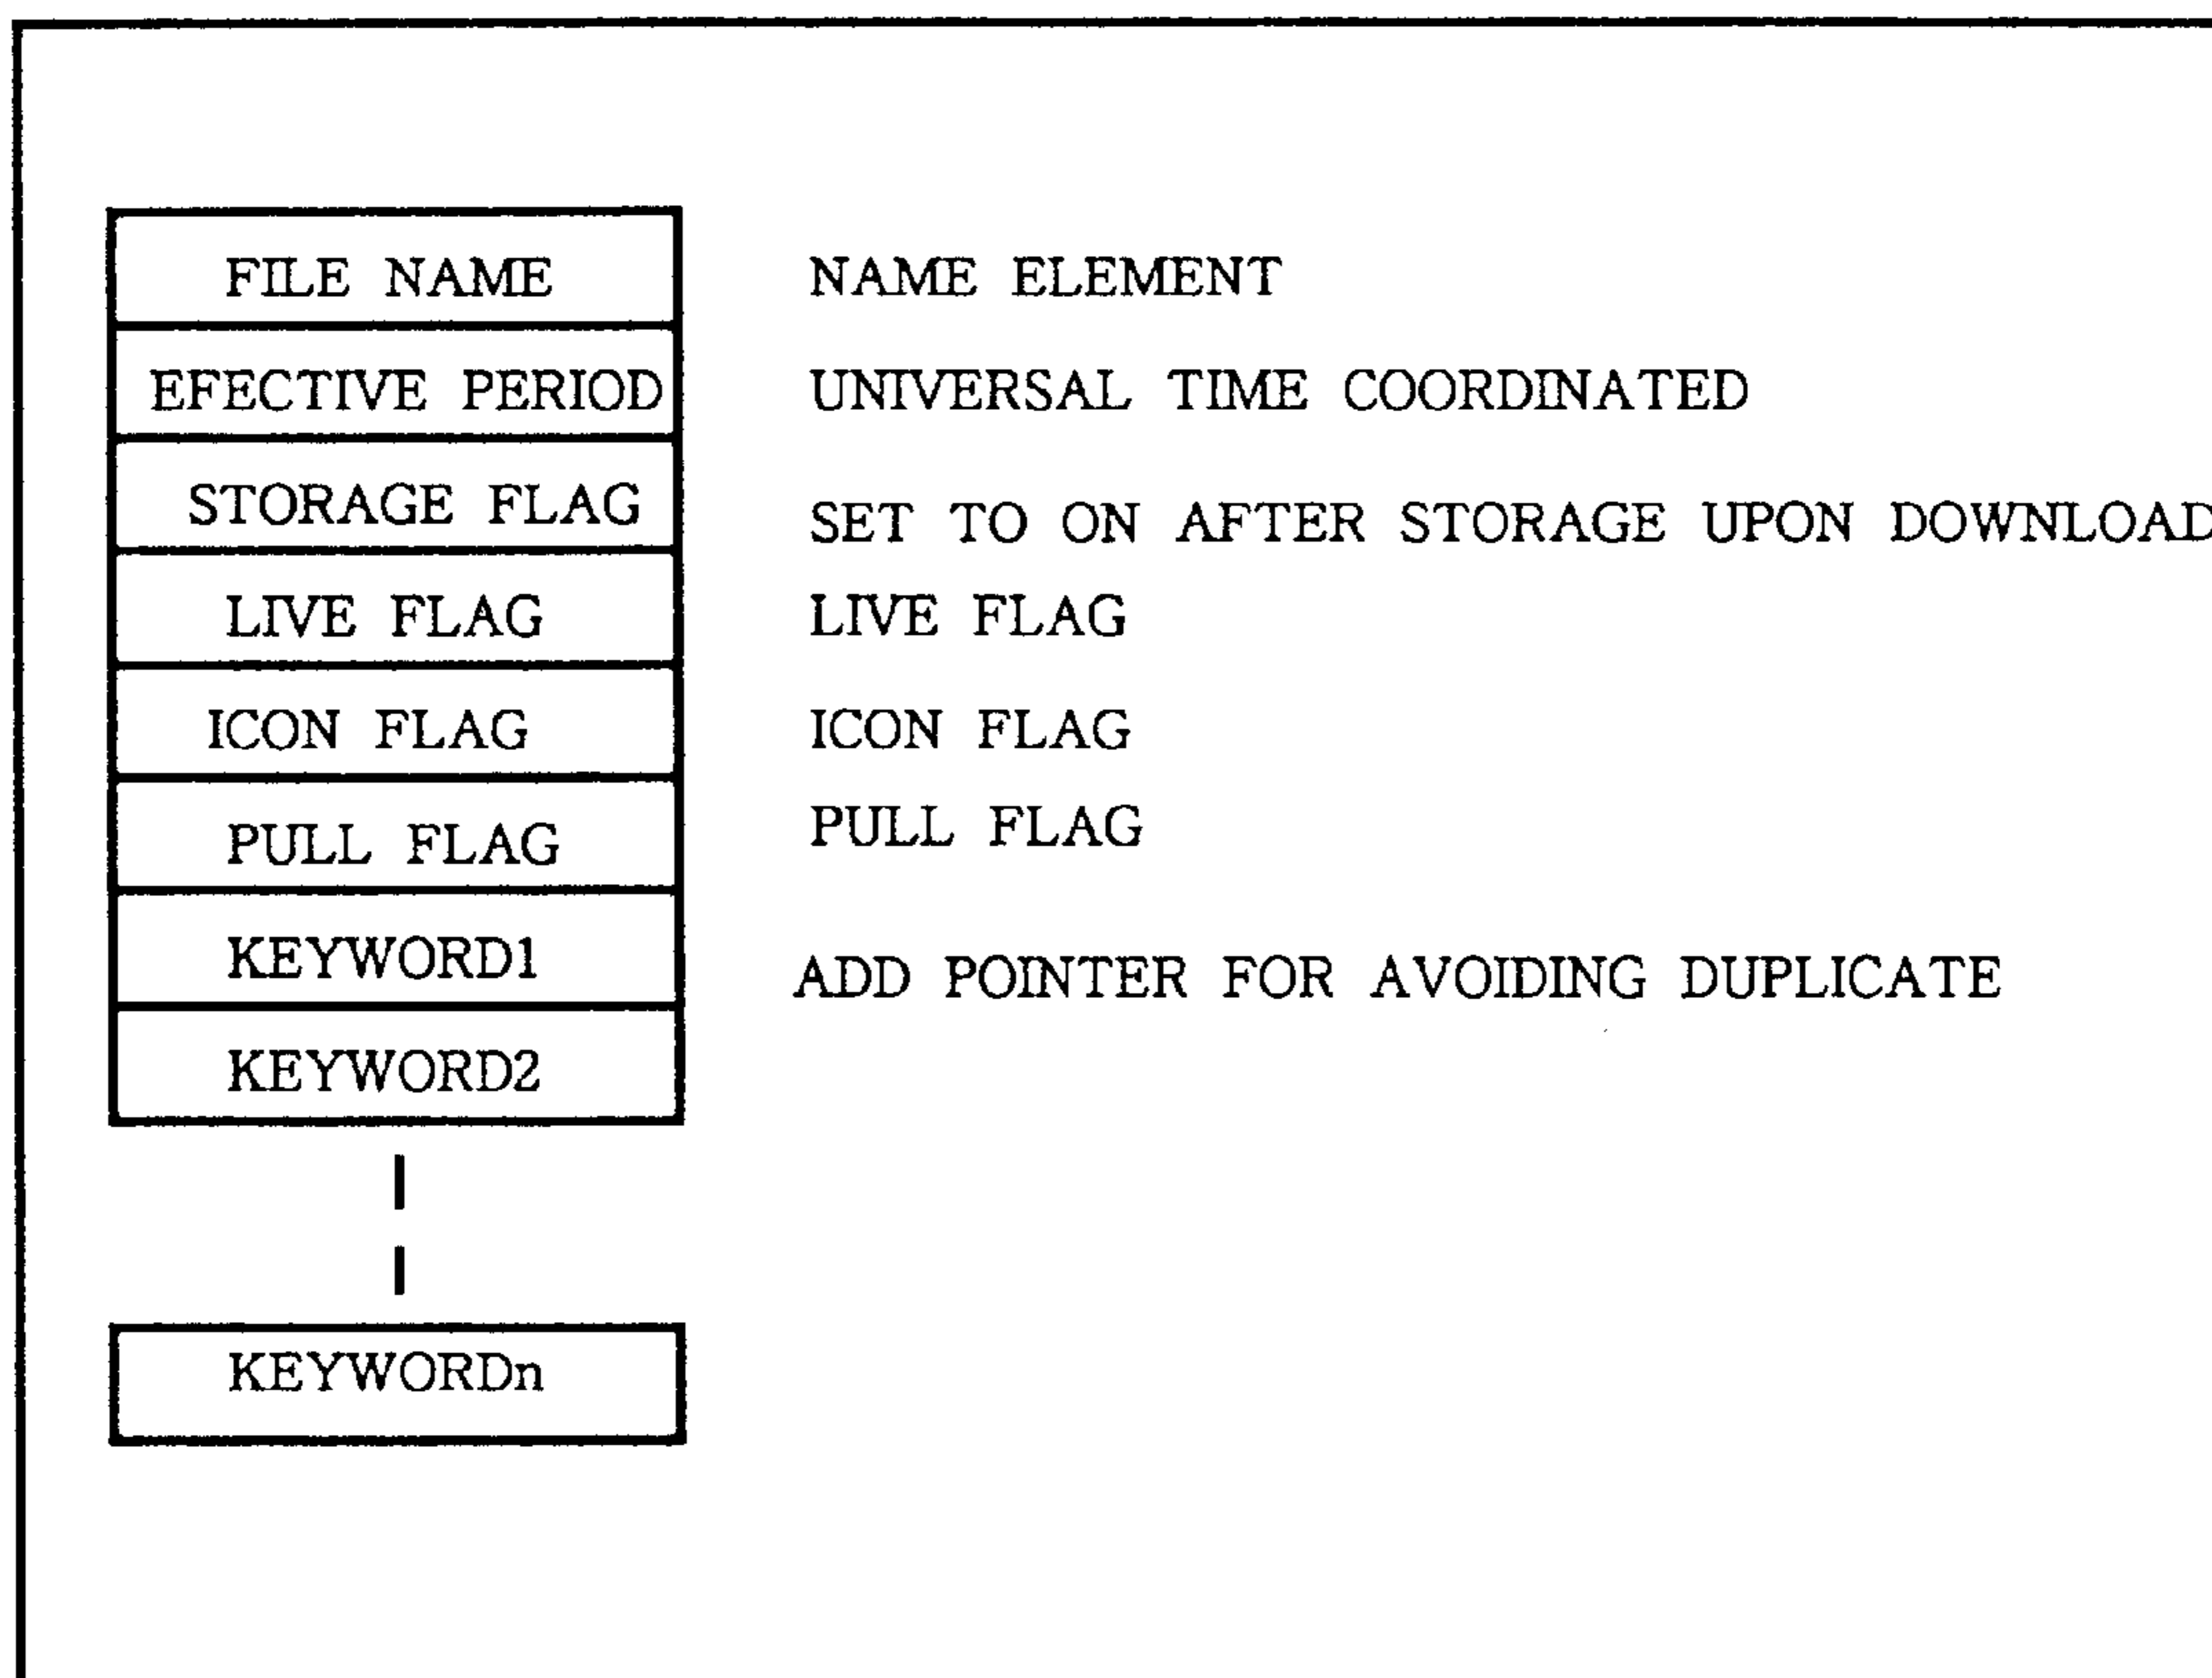 FILE NAME
NAME ELEMENT
EFECTIVE PERIOD
UNIVERSAL TIME COORDINATED
STORAGE FLAG
SET TO ON AFTER STORAGE UPON DOWNLOAD
LIVE FLAG
LIVE FLAG
ICON FLAG
ICON FLAG
PULL FLAG
PULL FLAG
KEYWORD1
ADD POINTER FOR AVOIDING DUPLICATE
KEYWORD2
KEYWORDn